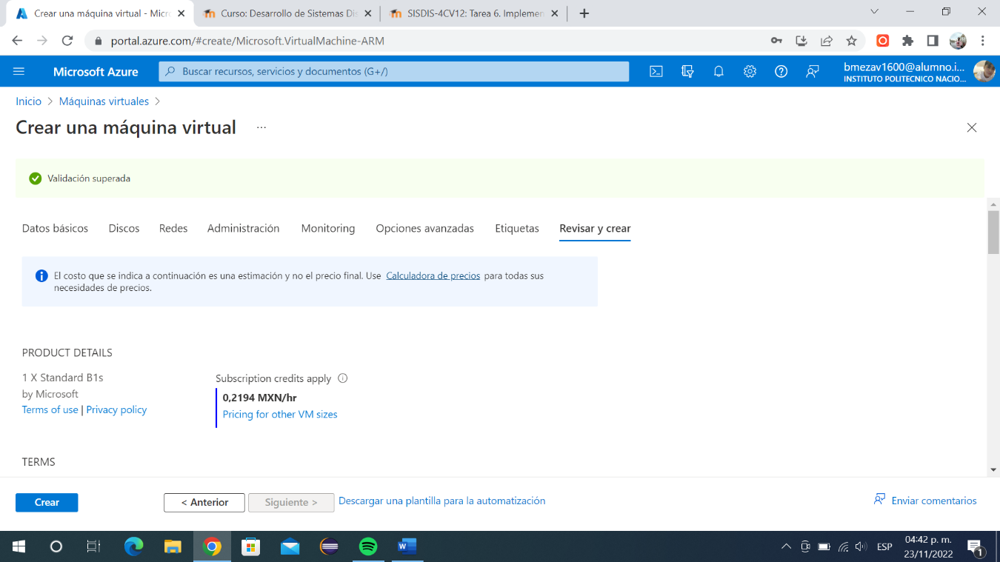 Crear una máquina virtual - Micr
Curso: Desarrollo de Sistemas Dis
SISDIS-4CV12: Tarea 6. Implemen
portal.azure.com/#create/Microsoft.VirtualMachine-ARM
Microsoft Azure
Buscar recursos, servicios y documentos (G+/)
bmezav1600@alumno.i...
INSTITUTO POLITECNICO NACIO...
Inicio > Máquinas virtuales >
Crear una máquina virtual ...
Validación superada
Datos básicos Discos Redes Administración Monitoring Opciones avanzadas Etiquetas Revisar y crear
El costo que se indica a continuación es una estimación y no el precio final. Use Calculadora de precios para todas sus
necesidades de precios.
PRODUCT DETAILS
1 X Standard B1s
by Microsoft
Terms of use | Privacy policy
Subscription credits apply
0,2194 MXN/hr
Pricing for other VM sizes
TERMS
Crear
< Anterior
Siguiente >
Descargar una plantilla para la automatización
Enviar comentarios
ESP
04:42 p. m.
23/11/2022
1